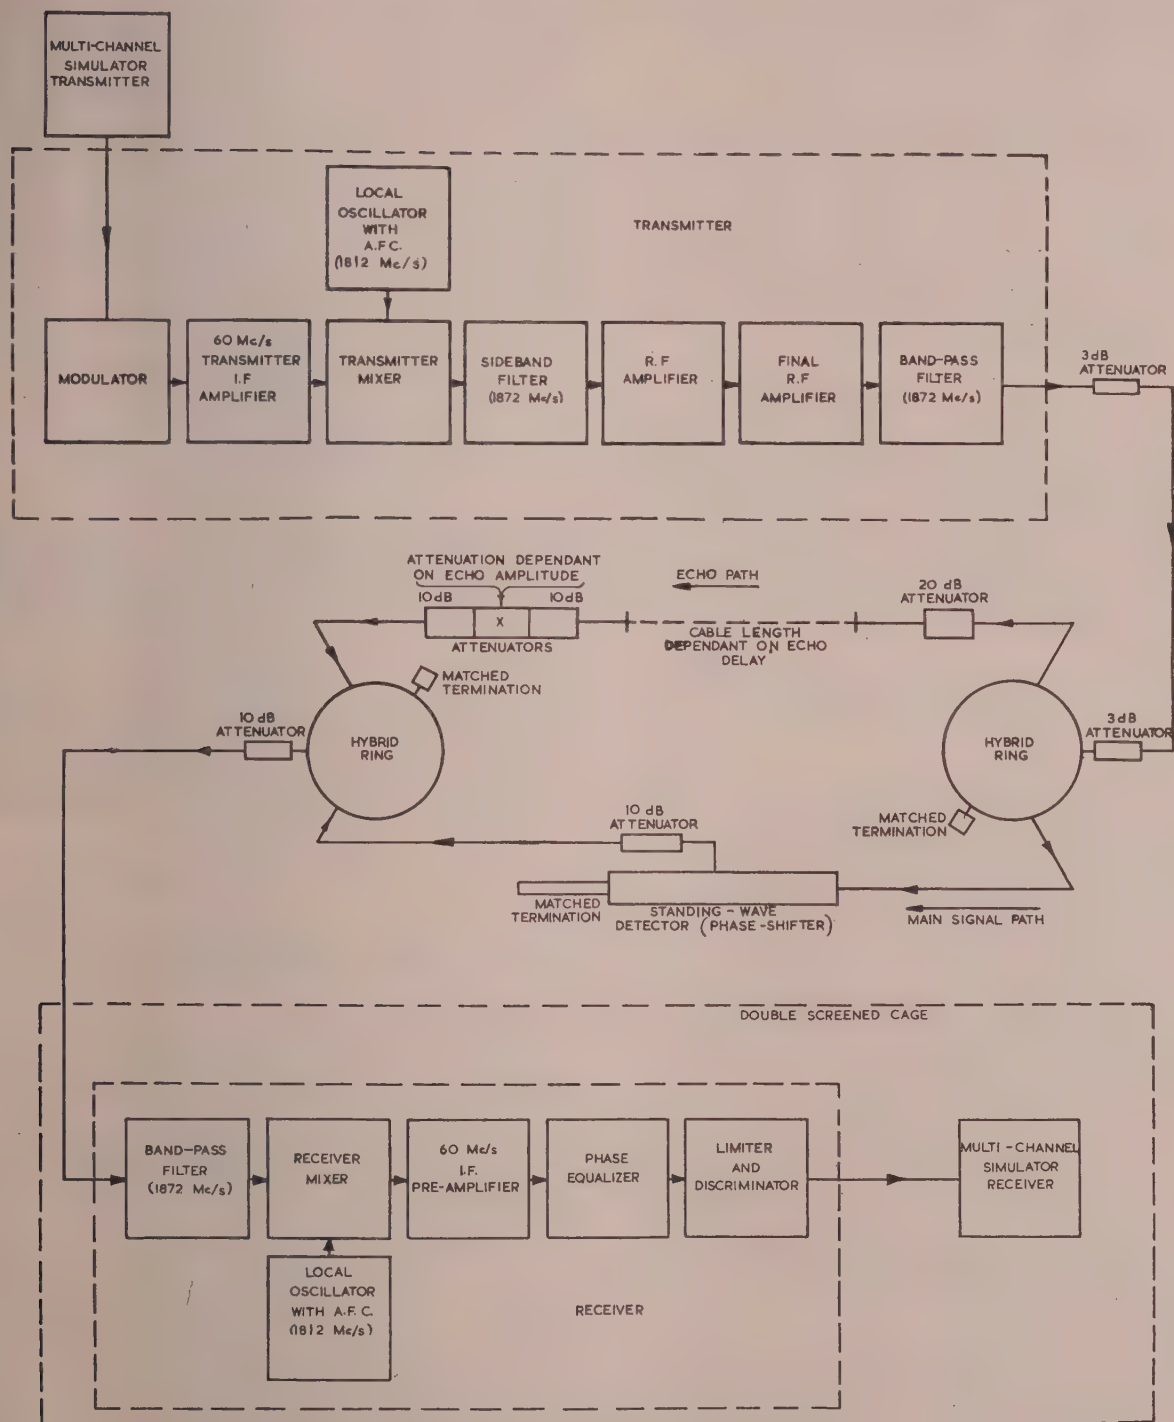 MULTI-CHANNEL
SIMULATOR
TRANSMITTER
LOCAL
OSCILLATOR
WITH
A.F.C.
(1812 Mc/s)
TRANSMITTER
MODULATOR
60 Mc/s
TRANSMITTER
I.F
AMPLIFIER
TRANSMITTER
MIXER
SIDEBAND
FILTER
(1872 Mc/s)
R.F
AMPLIFIER
FINAL
R.F
AMPLIFIER
BAND-PASS
FILTER
(1872 Mc/s)
3dB
ATTENUATOR
ATTENUATION DEPENDANT
ON ECHO AMPLITUDE
10dB
X
10dB
ATTENUATORS
ECHO PATH
CABLE LENGTH
DEPENDANT ON ECHO
DELAY
20 dB
ATTENUATOR
MATCHED
TERMINATION
10 dB
ATTENUATOR
HYBRID
RING
HYBRID
RING
3dB
ATTENUATOR
MATCHED
TERMINATION
10 dB
ATTENUATOR
MATCHED
TERMINATION
STANDING-WAVE
DETECTOR (PHASE-SHIFTER)
MAIN SIGNAL PATH
DOUBLE SCREENED CAGE
BAND-PASS
FILTER
(1872 Mc/s)
RECEIVER
MIXER
60 Mc/s
I.F.
PRE-AMPLIFIER
PHASE
EQUALIZER
LIMITER
AND
DISCRIMINATOR
MULTI-CHANNEL
SIMULATOR
RECEIVER
LOCAL
OSCILLATOR
WITH A.F.C.
(1812 Mc/s)
RECEIVER